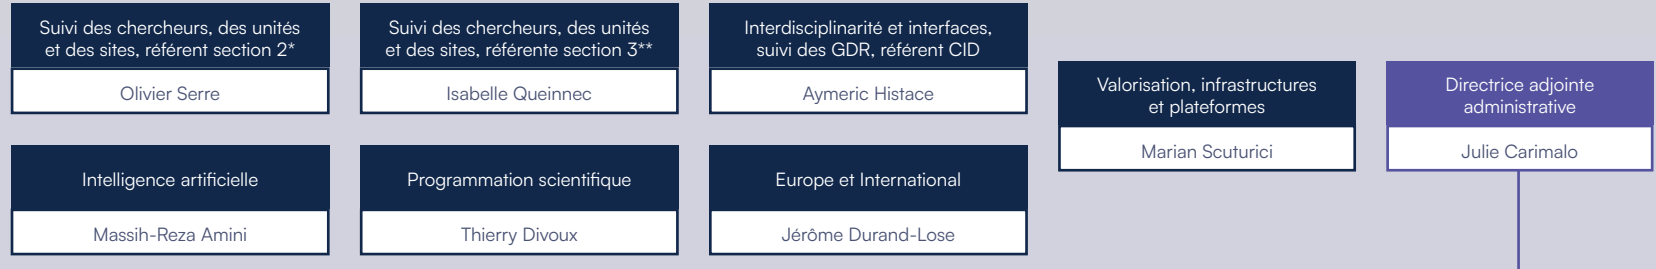 Suivi des chercheurs, des unités
et des sites, référent section 2*
Olivier Serre
Suivi des chercheurs, des unités
et des sites, référente section 3**
Isabelle Queinnec
Interdisciplinarité et interfaces,
suivi des GDR, référent CID
Aymeric Histace
Valorisation, infrastructures
et plateformes
Marian Scuturici
Directrice adjointe
administrative
Julie Carimalo
Intelligence artificielle
Massih-Reza Amini
Programmation scientifique
Thierry Divoux
Europe et International
Jérôme Durand-Lose